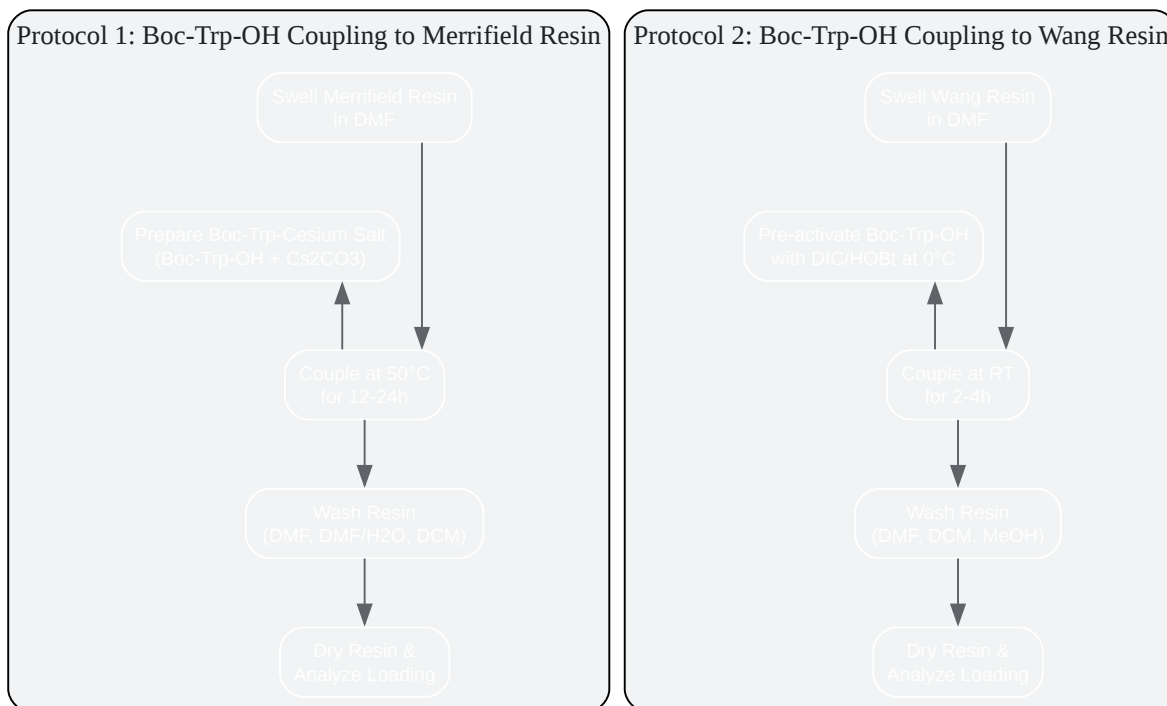 Protocol 1: Boc-Trp-OH Coupling to Merrifield Resin
Swell Merrifield Resin
in DMF
Prepare Boc-Trp-Cesium Salt
(Boc-Trp-OH + Cs2CO3)
Couple at 50°C
for 12-24h
Wash Resin
(DMF, DMF/H2O, DCM)
Dry Resin &
Analyze Loading
Protocol 2: Boc-Trp-OH Coupling to Wang Resin
Swell Wang Resin
in DMF
Pre-activate Boc-Trp-OH
with DIC/HOBt at 0°C
Couple at RT
for 2-4h
Wash Resin
(DMF, DCM, MeOH)
Dry Resin &
Analyze Loading